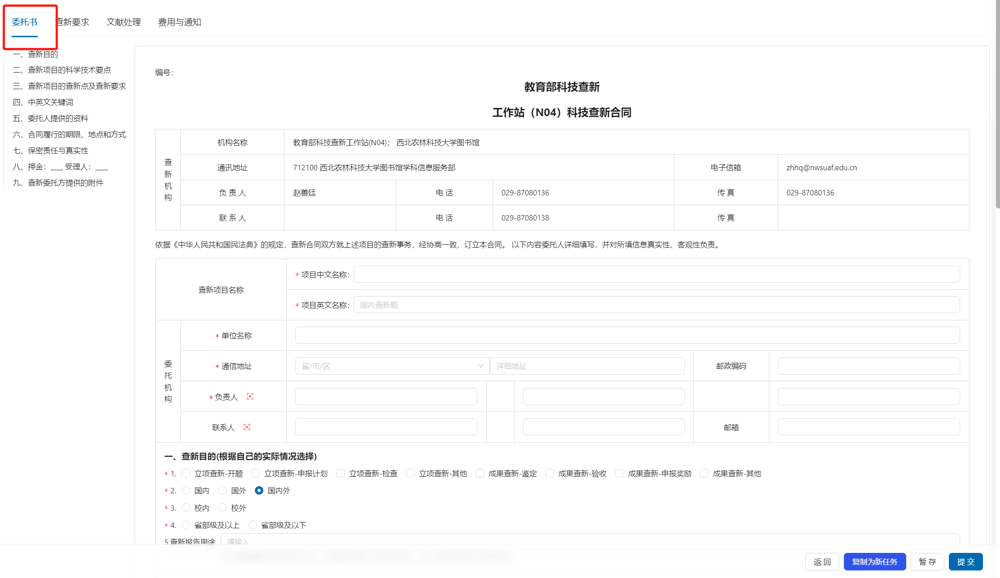 委托书 查新要求 文献处理 费用与通知
一、查新目的
二、查新项目的科学技术要点
三、查新项目的查新点及查新要求
四、中英文关键词
五、委托人提供的资料
六、合同履行的期限、地点和方式
七、保密责任与真实性
八、押金：____ 受理人：____
九、查新委托方提供的附件
编号：
教育部科技查新
工作站（N04）科技查新合同
查新机构
机构名称 教育部科技查新工作站(N04)； 西北农林科技大学图书馆
通讯地址 712100 西北农林科技大学图书馆学科信息服务部 电子信箱 zhhq@nwsuaf.edu.cn
负 责 人 赵善廷 电 话 029-87080136 传 真 029-87080136
联 系 人 电 话 029-87080138 传 真
依据《中华人民共和国民法典》的规定，查新合同双方就上述项目的查新事务，经协商一致，订立本合同。 以下内容委托人详细填写，并对所填信息真实性、客观性负责。
查新项目名称
* 项目中文名称：
* 项目英文名称： 国内查新略
委托机构
* 单位名称
* 通信地址 省/市/区 详细地址 邮政编码
* 负责人
联系人 邮箱
一、查新目的(根据自己的实际情况选择)
* 1. 立项查新-开题 立项查新-申报计划 立项查新-检查 立项查新-其他 成果查新-鉴定 成果查新-验收 成果查新-申报奖励 成果查新-其他
* 2. 国内 国外 国内外
* 3. 校内 校外
* 4. 省部级及以上 省部级及以下
5.查新报告用途 请输入
返 回 复制为新任务 暂 存 提 交